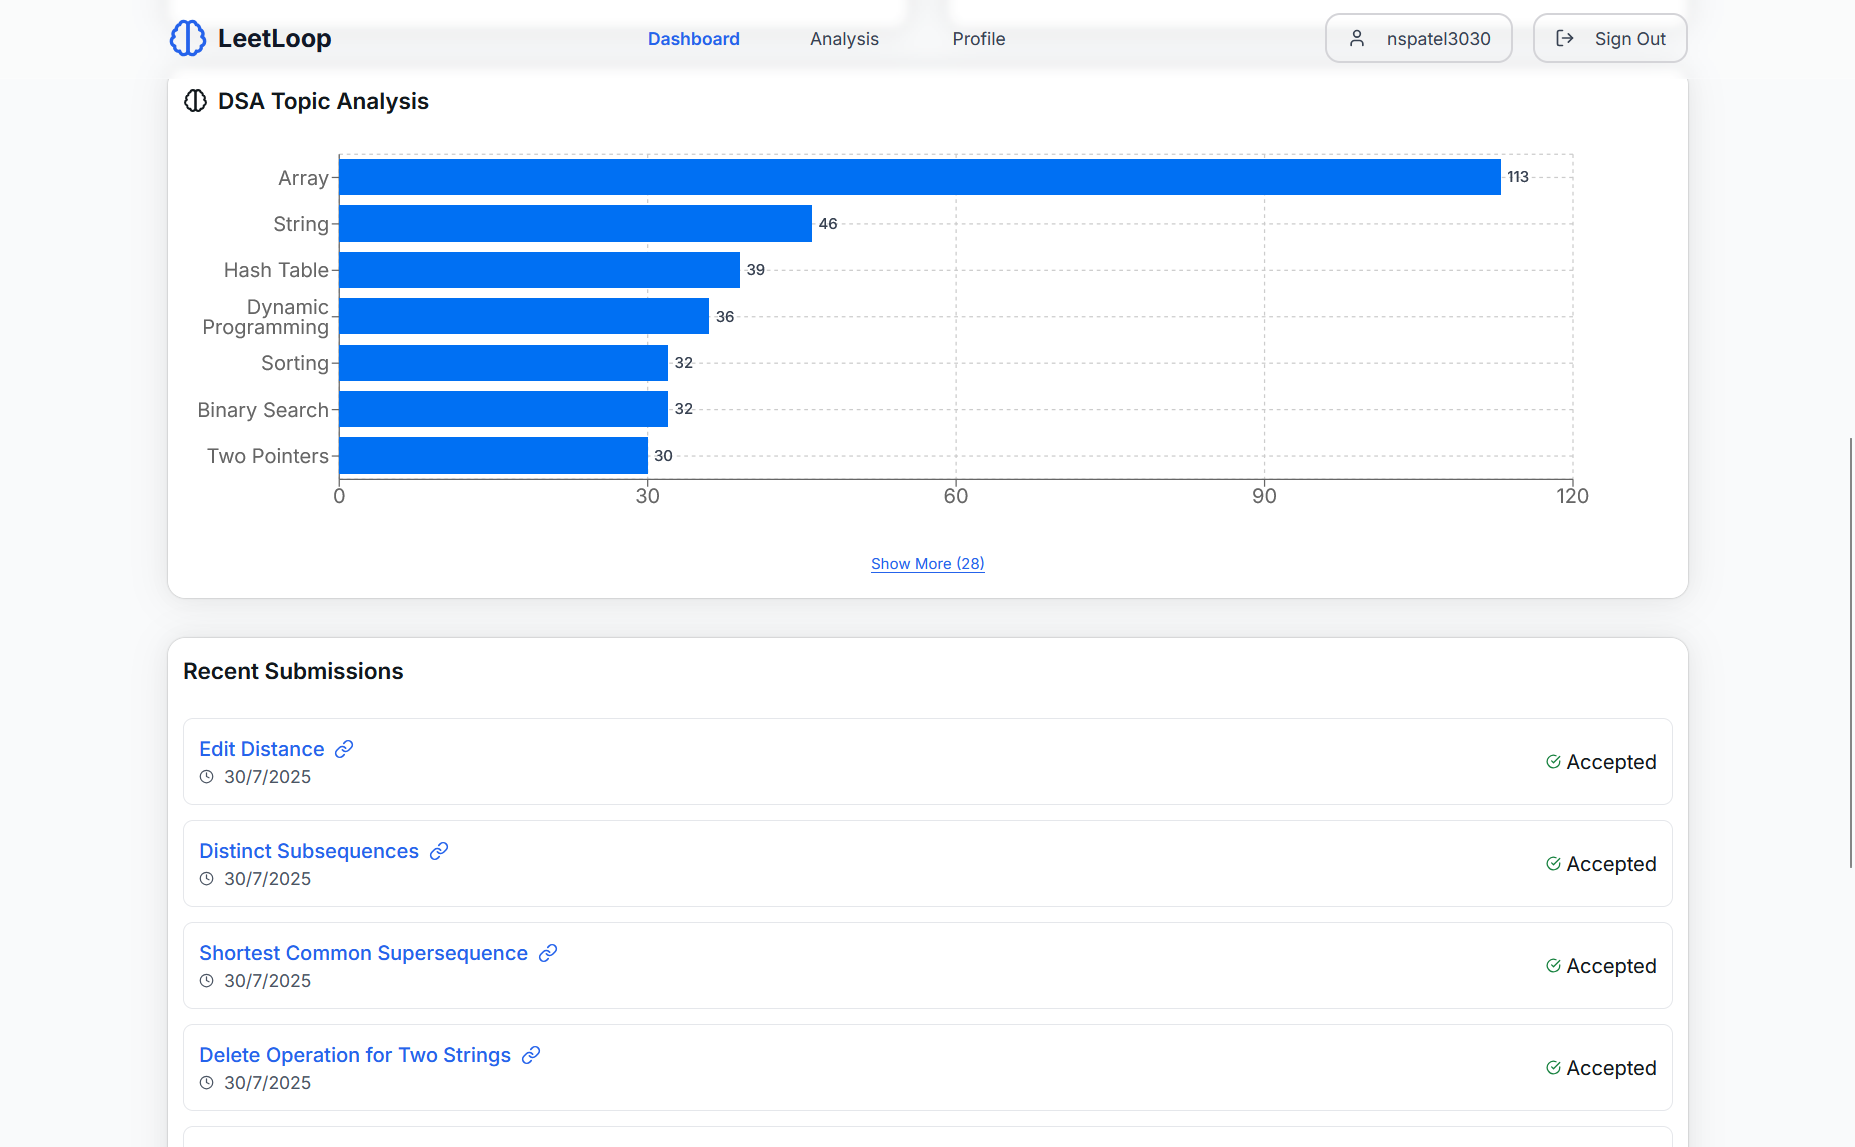 LeetLoop
Dashboard
Analysis
Profile
nspatel3030
Sign Out
DSA Topic Analysis
Array
113
String
46
Hash Table
39
Dynamic
Programming
36
Sorting
32
Binary Search
32
Two Pointers
30
0 30 60 90 120
Show More (28)
Recent Submissions
Edit Distance
30/7/2025
Accepted
Distinct Subsequences
30/7/2025
Accepted
Shortest Common Supersequence
30/7/2025
Accepted
Delete Operation for Two Strings
30/7/2025
Accepted